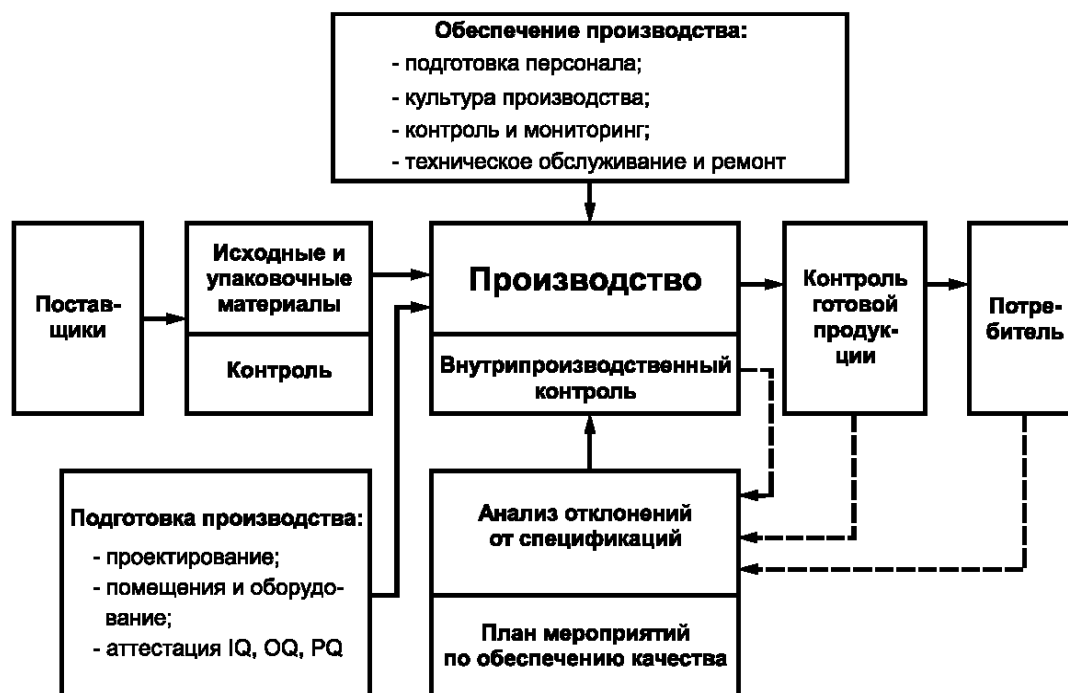 Обеспечение производства:
- подготовка персонала;
- культура производства;
- контроль и мониторинг;
- техническое обслуживание и ремонт
Постав-
щики
Исходные и
упаковочные
материалы
Контроль
Производство
Внутрипроизводственный
контроль
Контроль
готовой
продук-
ции
Потре-
битель
Подготовка производства:
- проектирование;
- помещения и оборудо-
вание;
- аттестация IQ, OQ, PQ
Анализ отклонений
от спецификаций
План мероприятий
по обеспечению качества